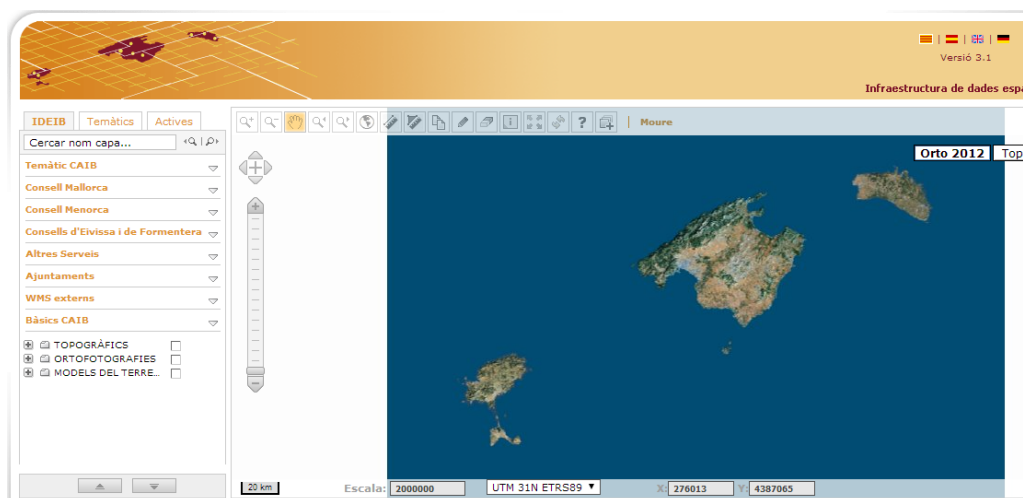 Versió 3.1
Infraestructura de dades espa
IDEIB Temàtics Actives
Cercar nom capa...
Temàtic CAIB
Consell Mallorca
Consell Menorca
Consells d'Eivissa i de Formentera
Altres Serveis
Ajuntaments
WMS externs
Bàsics CAIB
TOPOGRÀFICS
ORTOFOTOGRAFIES
MODELS DEL TERRE...
Moure
Orto 2012 Top
20 km Escala: 2000000 UTM 31N ETRS89 X: 276013 Y: 4387065